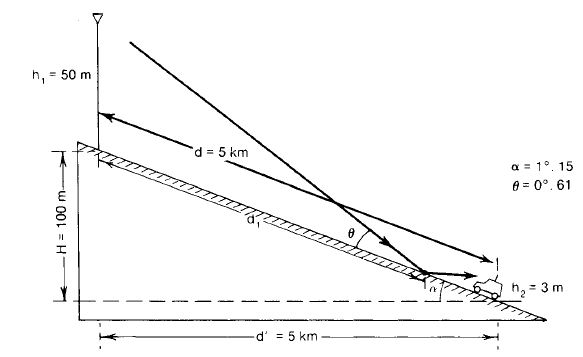 h₁ = 50 m
d = 5 km
α = 1°. 15
θ = 0°. 61
H = 100 m
d₁
θ
α
h₂ = 3 m
d' = 5 km